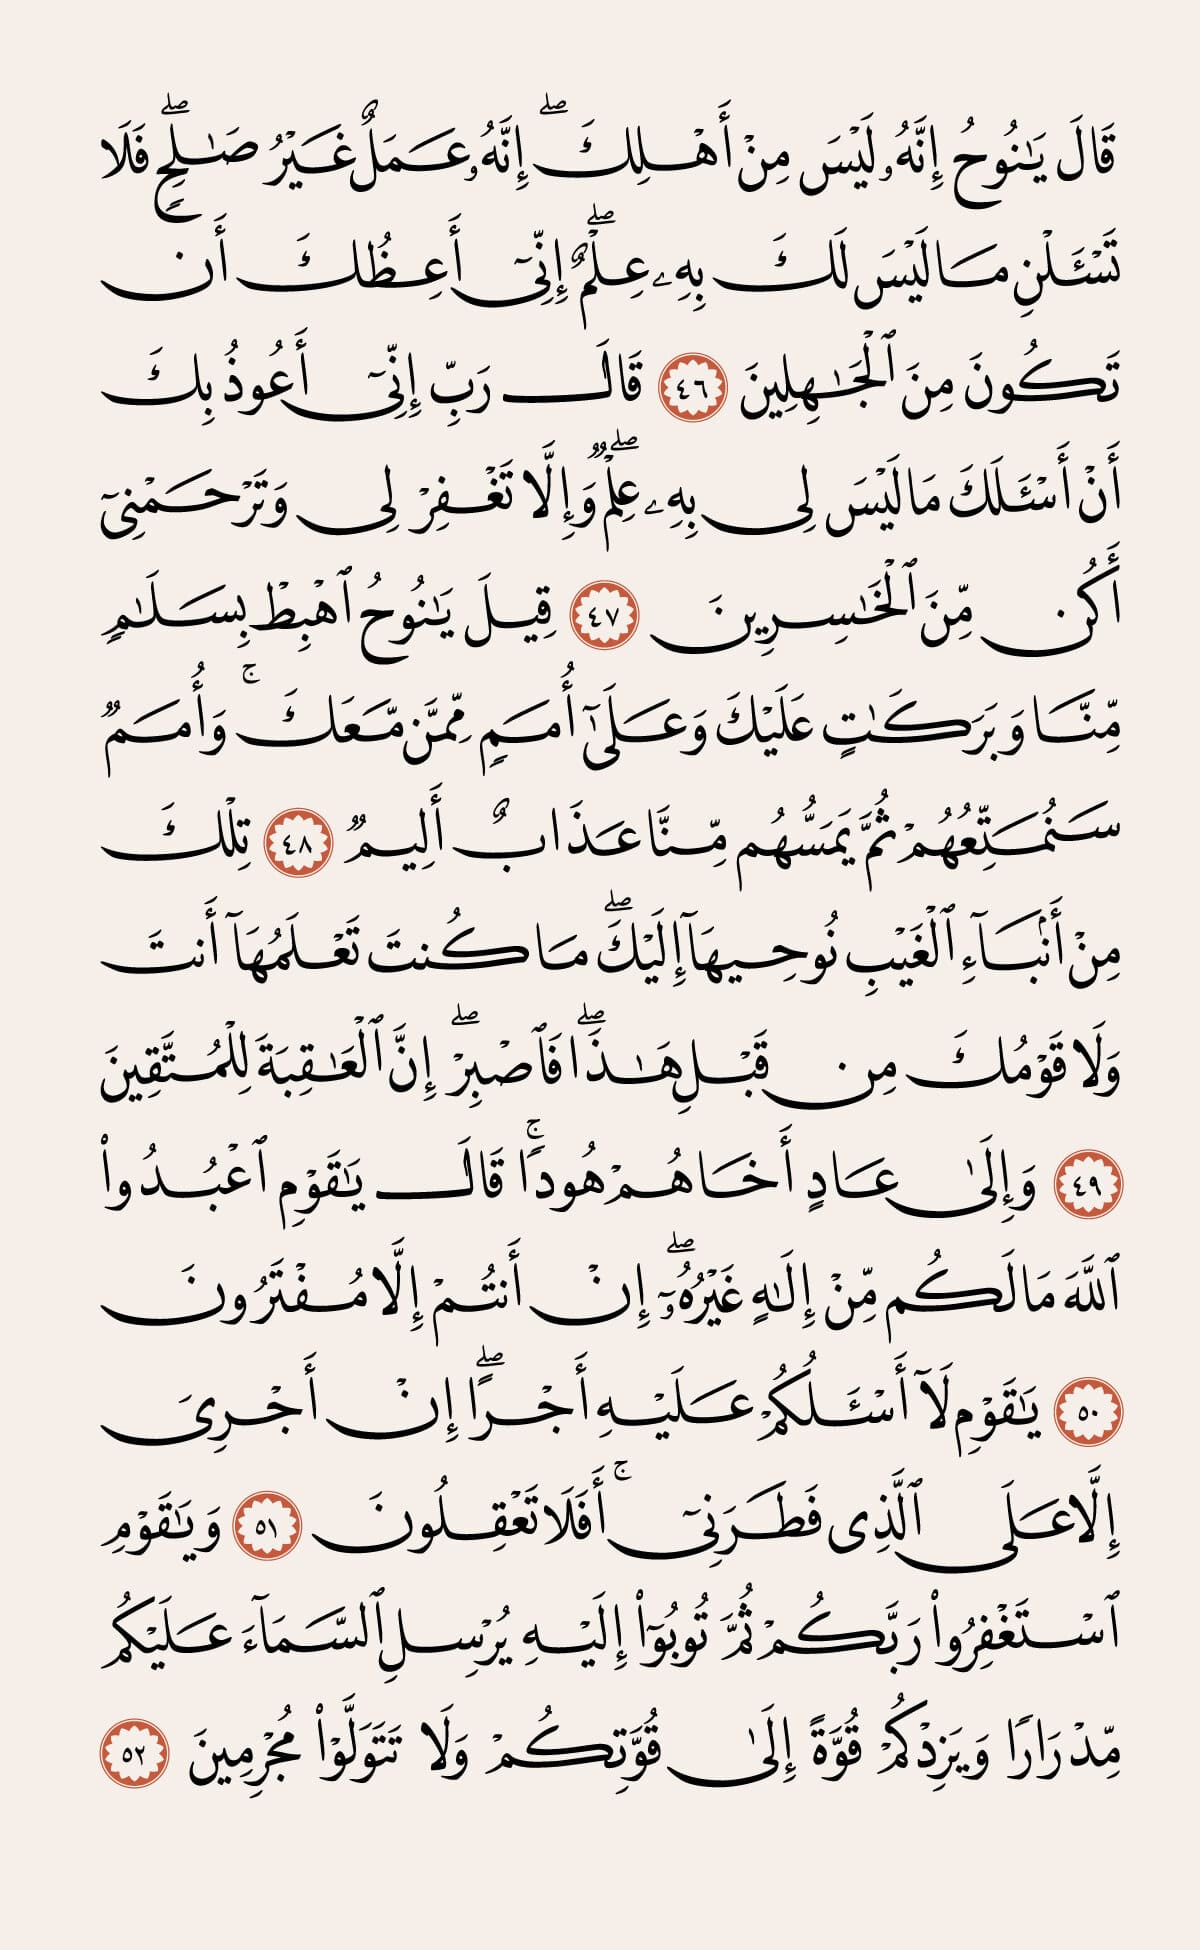 قَالَ يَـٰنُوحُ إِنَّهُۥ لَيْسَ مِنْ أَهْلِكَ ۖ إِنَّهُۥ عَمَلٌ غَيْرُ صَـٰلِحٍ ۖ فَلَا
تَسْـَٔلْنِ مَا لَيْسَ لَكَ بِهِۦ عِلْمٌ ۖ إِنِّىٓ أَعِظُكَ أَن
تَكُونَ مِنَ ٱلْجَـٰهِلِينَ ٤٦ قَالَ رَبِّ إِنِّىٓ أَعُوذُ بِكَ
أَنْ أَسْـَٔلَكَ مَا لَيْسَ لِى بِهِۦ عِلْمٌ ۖ وَإِلَّا تَغْفِرْ لِى وَتَرْحَمْنِىٓ
أَكُن مِّنَ ٱلْخَـٰسِرِينَ ٤٧ قِيلَ يَـٰنُوحُ ٱهْبِطْ بِسَلَـٰمٍ
مِّنَّا وَبَرَكَـٰتٍ عَلَيْكَ وَعَلَىٰٓ أُمَمٍ مِّمَّن مَّعَكَ ۚ وَأُمَمٌ
سَنُمَتِّعُهُمْ ثُمَّ يَمَسُّهُم مِّنَّا عَذَابٌ أَلِيمٌ ٤٨ تِلْكَ
مِنْ أَنۢبَآءِ ٱلْغَيْبِ نُوحِيهَآ إِلَيْكَ ۖ مَا كُنتَ تَعْلَمُهَآ أَنتَ
وَلَا قَوْمُكَ مِن قَبْلِ هَـٰذَا ۖ فَٱصْبِرْ ۖ إِنَّ ٱلْعَـٰقِبَةَ لِلْمُتَّقِينَ
٤٩ وَإِلَىٰ عَادٍ أَخَاهُمْ هُودًا ۚ قَالَ يَـٰقَوْمِ ٱعْبُدُوا۟
ٱللَّهَ مَا لَكُم مِّنْ إِلَـٰهٍ غَيْرُهُۥٓ ۖ إِنْ أَنتُمْ إِلَّا مُفْتَرُونَ
٥٠ يَـٰقَوْمِ لَآ أَسْـَٔلُكُمْ عَلَيْهِ أَجْرًا ۖ إِنْ أَجْرِىَ
إِلَّا عَلَى ٱلَّذِى فَطَرَنِىٓ ۚ أَفَلَا تَعْقِلُونَ ٥١ وَيَـٰقَوْمِ
ٱسْتَغْفِرُوا۟ رَبَّكُمْ ثُمَّ تُوبُوٓا۟ إِلَيْهِ يُرْسِلِ ٱلسَّمَآءَ عَلَيْكُم
مِّدْرَارًا وَيَزِدْكُمْ قُوَّةً إِلَىٰ قُوَّتِكُمْ وَلَا تَتَوَلَّوْا۟ مُجْرِمِينَ ٥٢